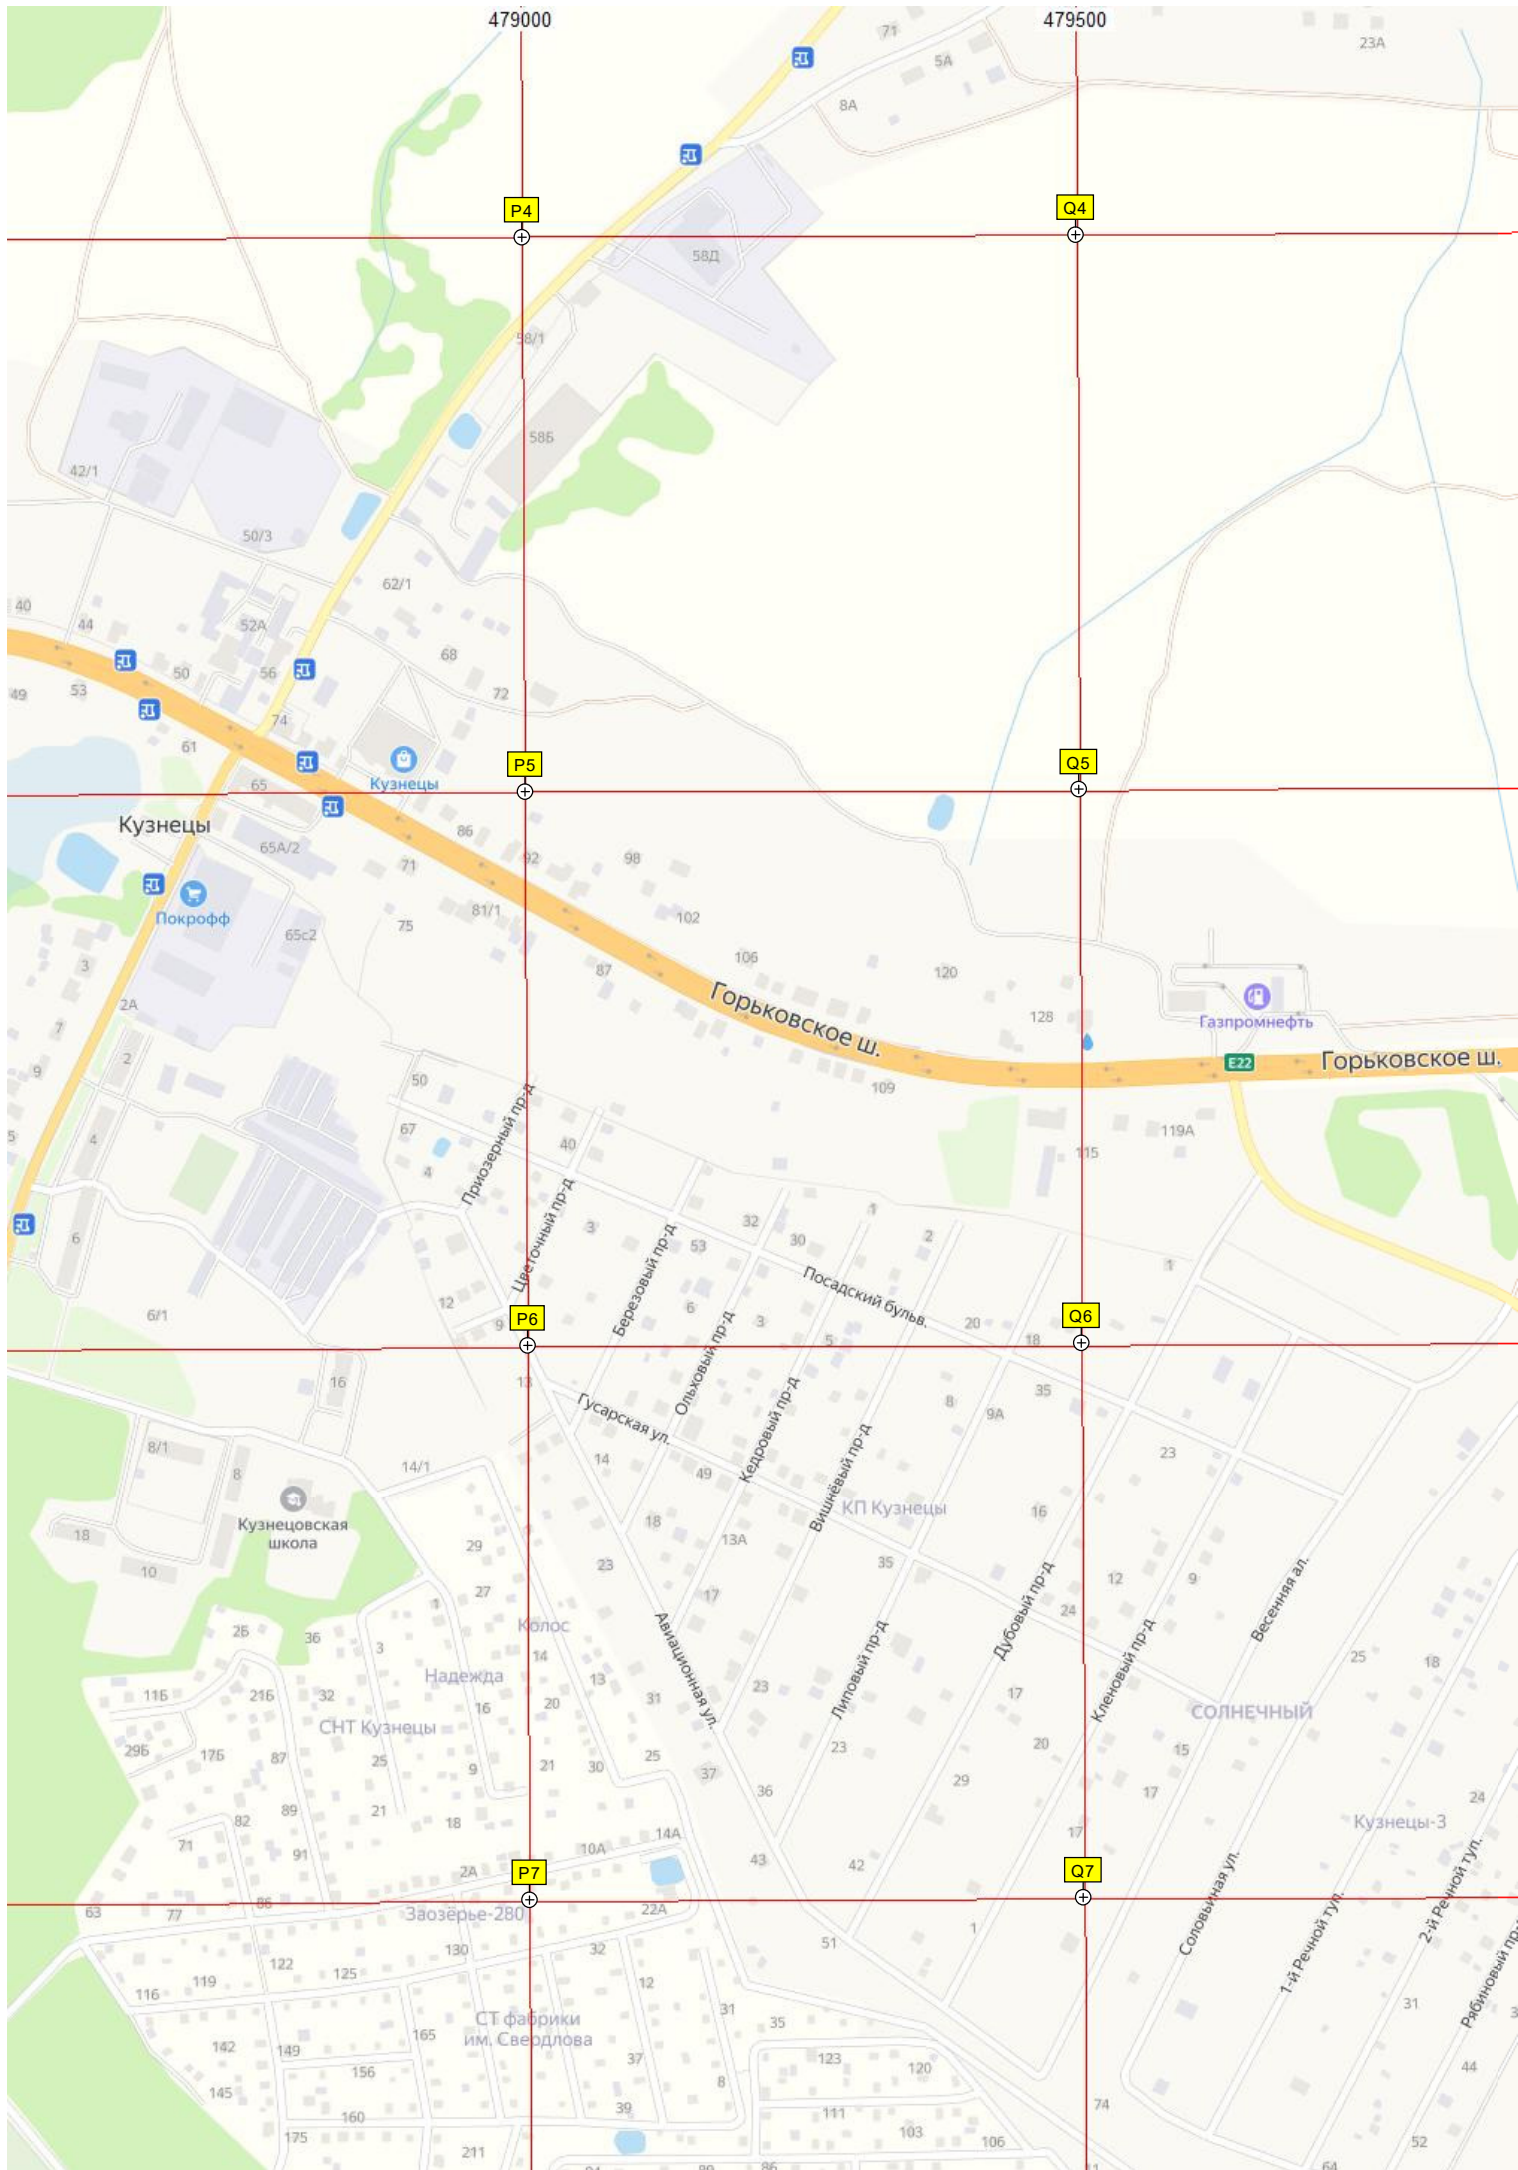 479000
479500
71
5А
23А
8А
P4
Q4
58Д
58/1
58Б
42/1
50/3
62/1
40
44
52А
68
50
56
49
53
72
74
61
P5
Q5
Кузнецы
65
Кузнецы
86
65А/2
92
98
71
Покрофф
81/1
102
75
65с2
3
87
106
120
2А
Горьковское ш.
128
Газпромнефть
7
2
E22
Горьковское ш.
9
50
109
67
Приозерный пр-д
5
4
40
119А
4
115
Цветочный пр-д
6
3
Березовый пр-д
32
1
2
53
30
1
Посадский бульв.
12
6/1
6
P6
9
Ольховый пр-д
3
5
20
Q6
18
16
13
Гусарская ул.
Кедровый пр-д
8
9А
35
8/1
14/1
14
49
Вишнёвый пр-д
23
8
КП Кузнецы
16
Кузнецовская
школа
18
18
13А
29
23
35
10
27
17
12
9
1
Дубовый пр-д
24
Весенняя ал.
Колос
Авиационная ул.
2Б
36
3
14
Липовый пр-д
Кленовый пр-д
25
18
Надежда
13
23
11Б
21Б
32
16
20
31
17
СОЛНЕЧНЫЙ
СНТ Кузнецы
29Б
17Б
87
25
9
21
30
25
37
23
20
15
36
29
17
24
82
89
21
18
Кузнецы-3
71
91
10А
14А
17
2А
P7
43
42
Q7
Соловьиная ул.
63
77
86
Заозёрье-280
22А
1
1-й Речной туп.
2-й Речной туп.
122
130
32
51
Рябиновый пр-
119
125
12
116
31
35
31
СТ фабрики
им. Свердлова
142
149
165
156
37
123
120
44
145
8
160
39
111
74
175
211
103
106
52
64